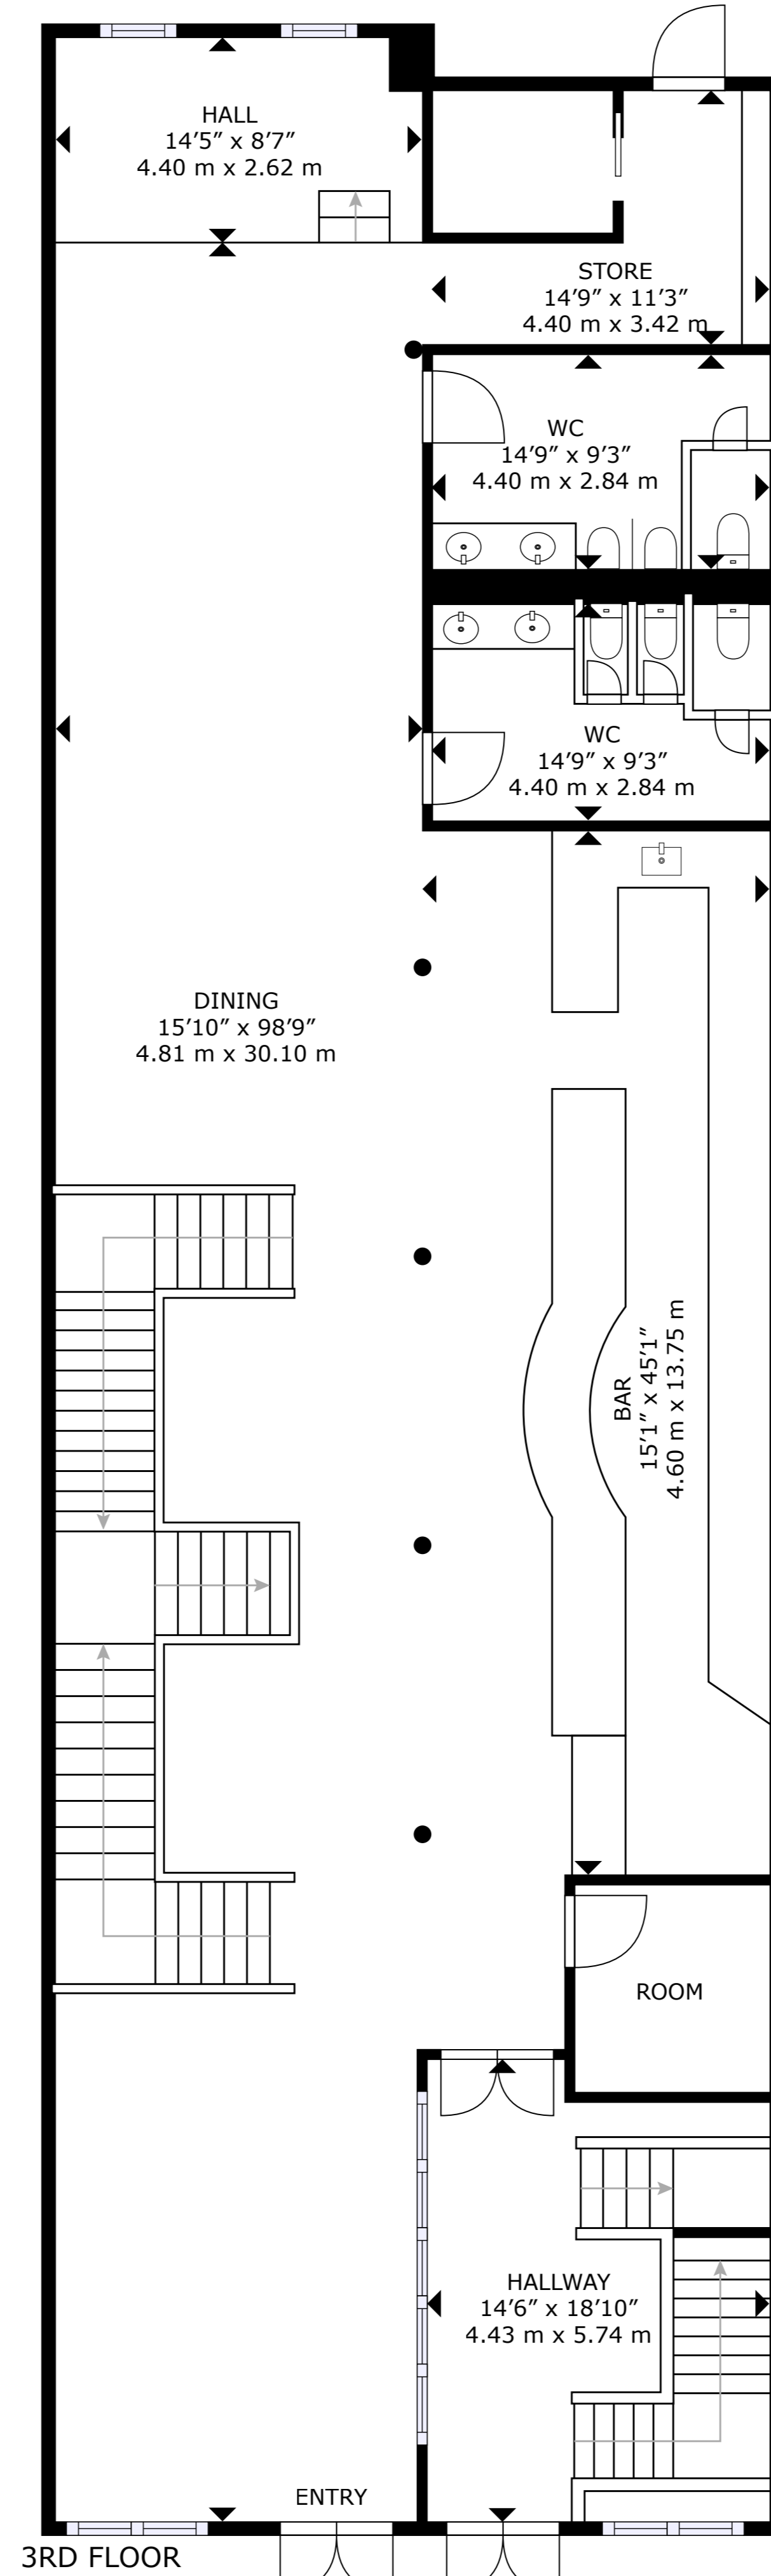 HALL
14′5″ x 8′7″
4.40 m x 2.62 m
STORE
14′9″ x 11′3″
4.40 m x 3.42 m
WC
14′9″ x 9′3″
4.40 m x 2.84 m
WC
14′9″ x 9′3″
4.40 m x 2.84 m
DINING
15′10″ x 98′9″
4.81 m x 30.10 m
BAR
15′1″ x 45′1″
4.60 m x 13.75 m
ROOM
HALLWAY
14′6″ x 18′10″
4.43 m x 5.74 m
ENTRY
3RD FLOOR